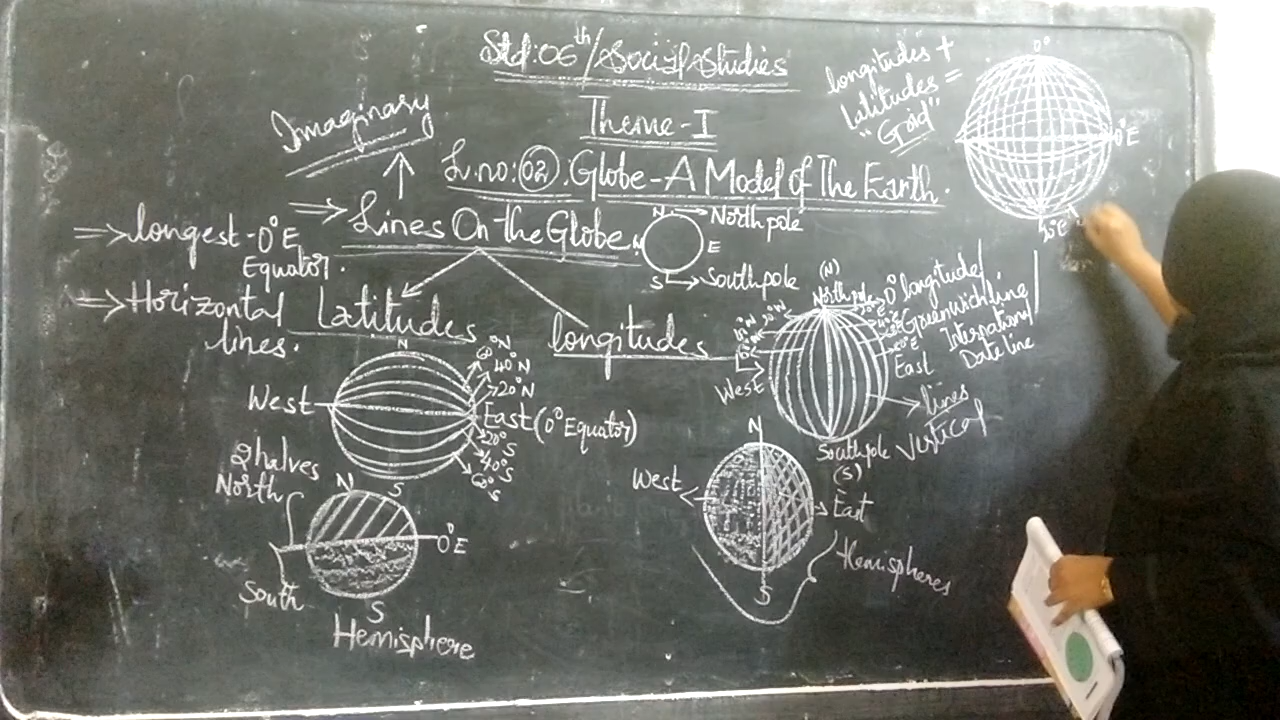 Std:06th/Social Studies
Theme-I
L.no:02:Globe-A Model of The Earth.
longitudes +
latitudes =
"Grid"
0°
0°E
Imaginary
Lines On the Globe
N
North pole
E
S
South pole
⇒longest-0°E
Equator.
⇒Horizontal
lines.
Latitudes
longitudes
N
40°N
20°N
West
East (0°Equator)
20°S
40°S
60°S
S
(N)
North pole
0° longitude/
Greenwich line/
International
Date line
West
East
lines
Vertical
South pole
(S)
2 halves
North
N
0°E
South
S
Hemisphere
N
West
East
S
Hemispheres